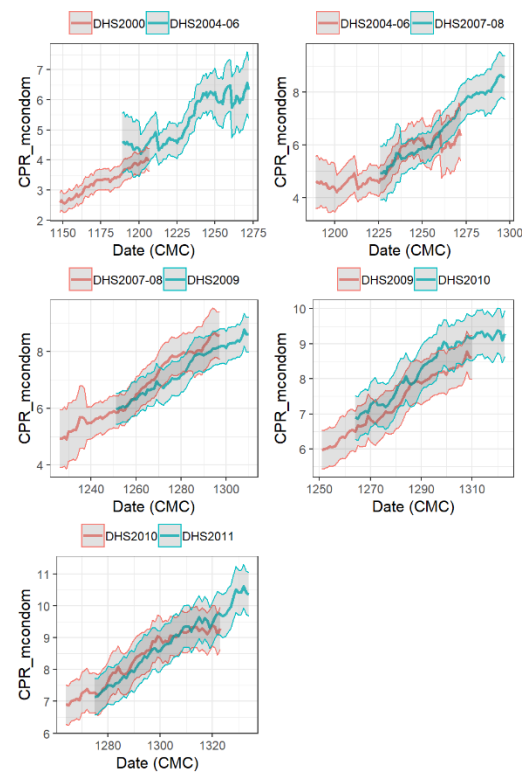 DHS2000 DHS2004-06
CPR_mcondom
7
6
5
4
3
2
1150 1175 1200 1225 1250 1275
Date (CMC)
DHS2004-06 DHS2007-08
CPR_mcondom
8
6
4
1200 1225 1250 1275 1300
Date (CMC)
DHS2007-08 DHS2009
CPR_mcondom
8
6
4
1240 1260 1280 1300
Date (CMC)
DHS2009 DHS2010
CPR_mcondom
10
9
8
7
6
1250 1270 1290 1310
Date (CMC)
DHS2010 DHS2011
CPR_mcondom
11
10
9
8
7
6
1280 1300 1320
Date (CMC)